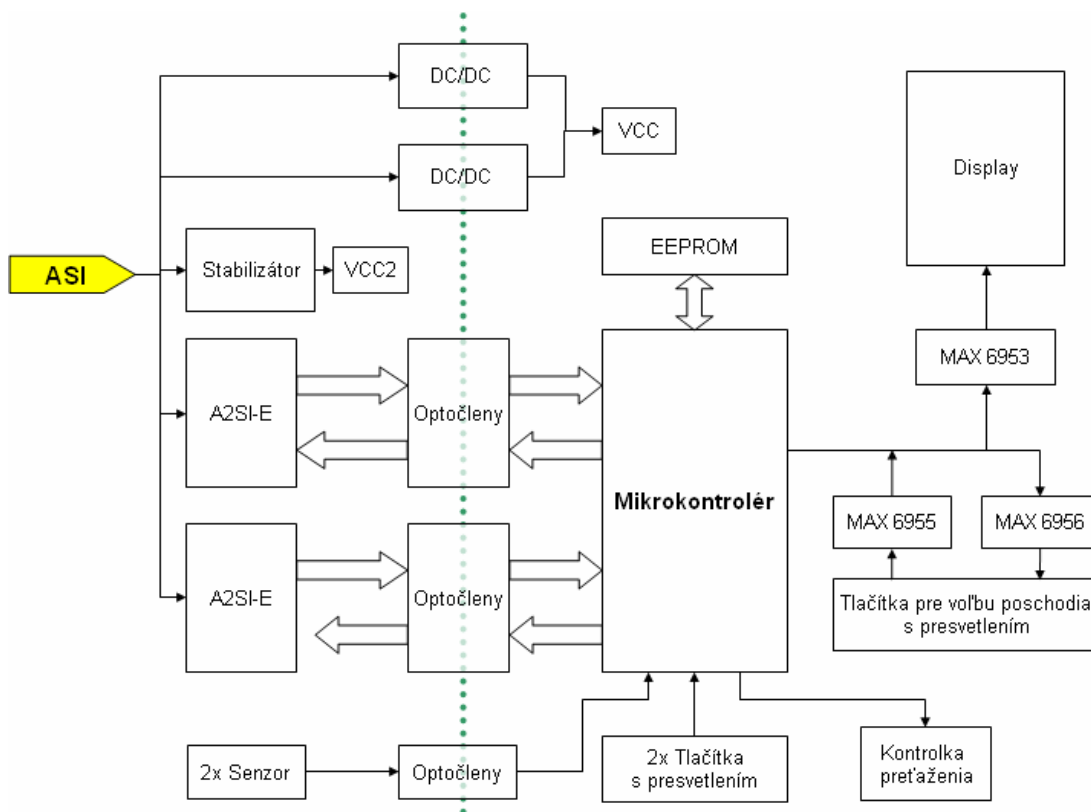 DC/DC
VCC
DC/DC
Display
ASI
Stabilizátor
VCC2
EEPROM
MAX 6953
A2SI-E
Optočleny
Mikrokontrolér
MAX 6955
MAX 6956
A2SI-E
Optočleny
Tlačítka pre voľbu poschodia
s presvetlením
2x Senzor
Optočleny
2x Tlačítka
s presvetlením
Kontrolka
preťaženia